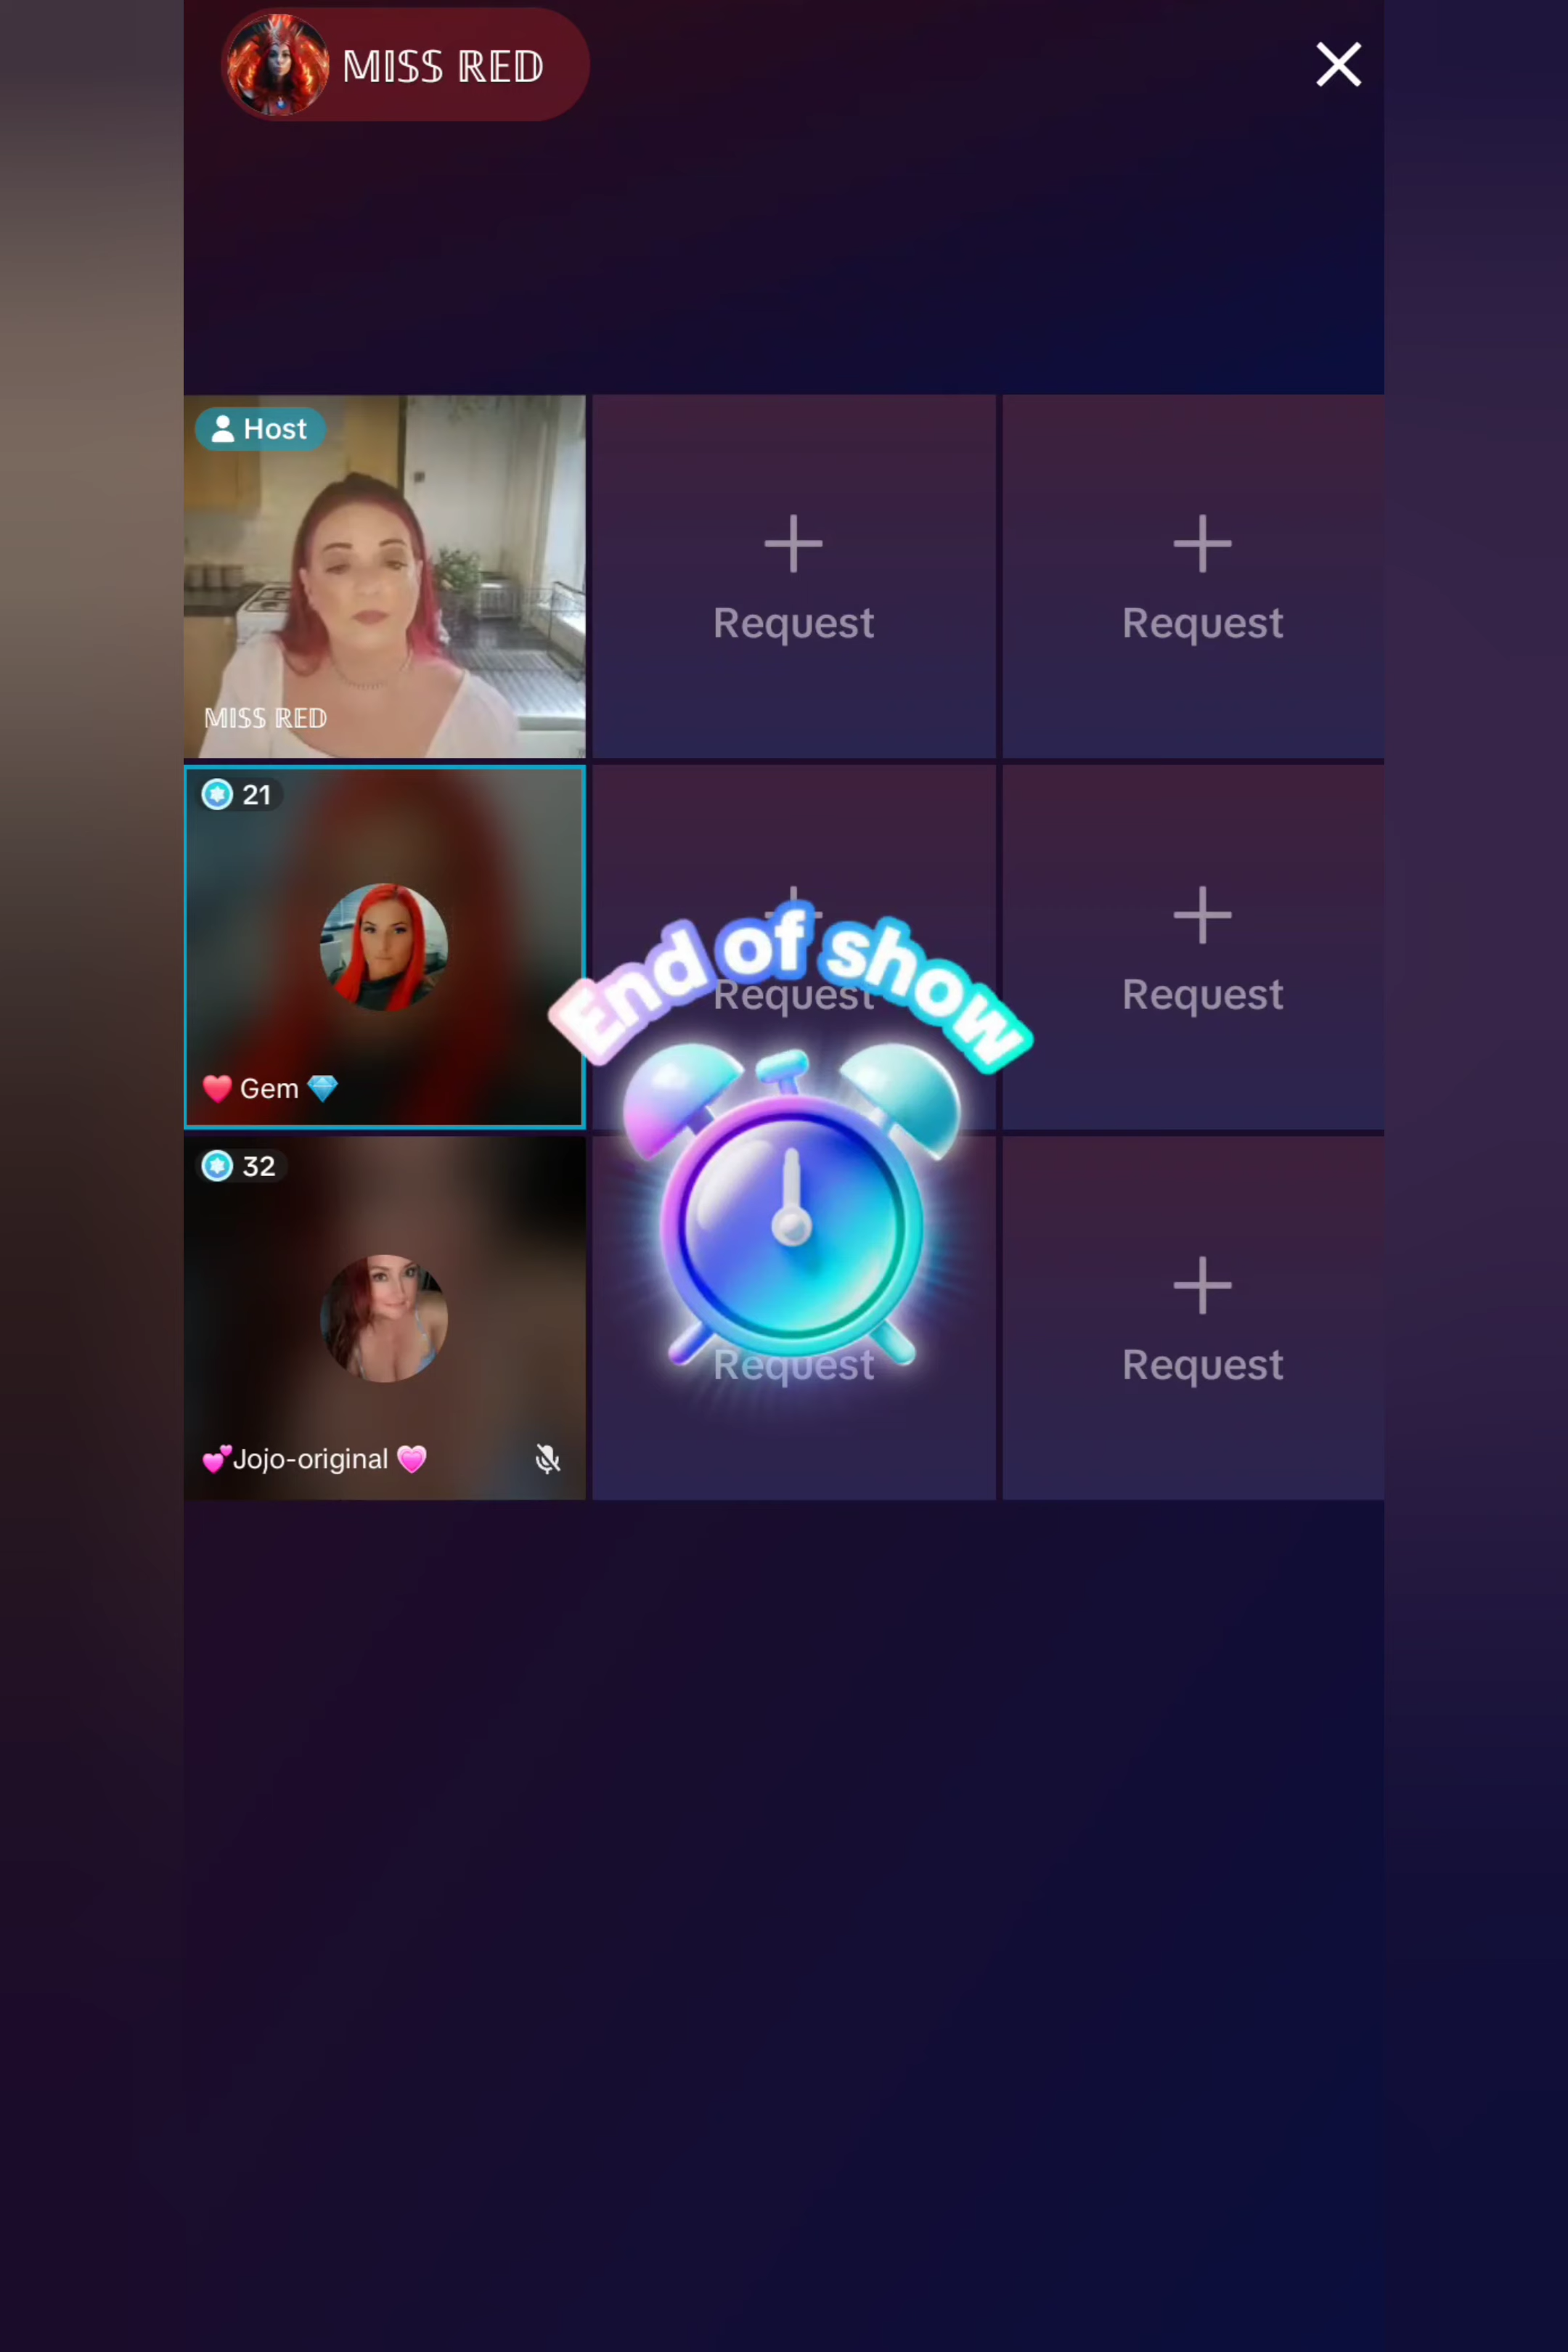 MISS RED
Host
MISS RED
Request
Request
21
❤️ Gem 💎
Request
Request
End of show
32
💕Jojo-original 💗
Request
Request